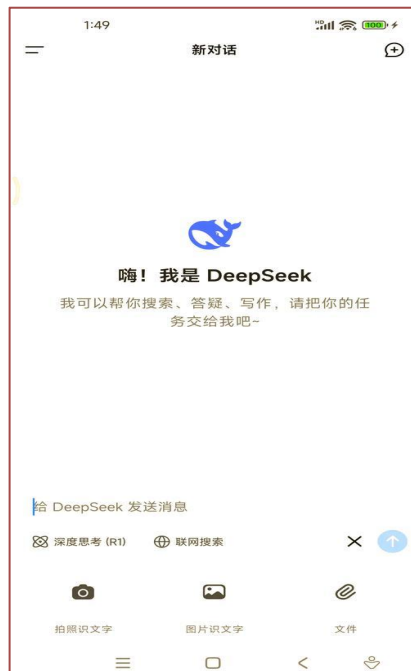 1:49
HD
100
新对话
嗨！我是 DeepSeek
我可以帮你搜索、答疑、写作，请把你的任
务交给我吧~
给 DeepSeek 发送消息
深度思考 (R1) 联网搜索
拍照识文字 图片识文字 文件